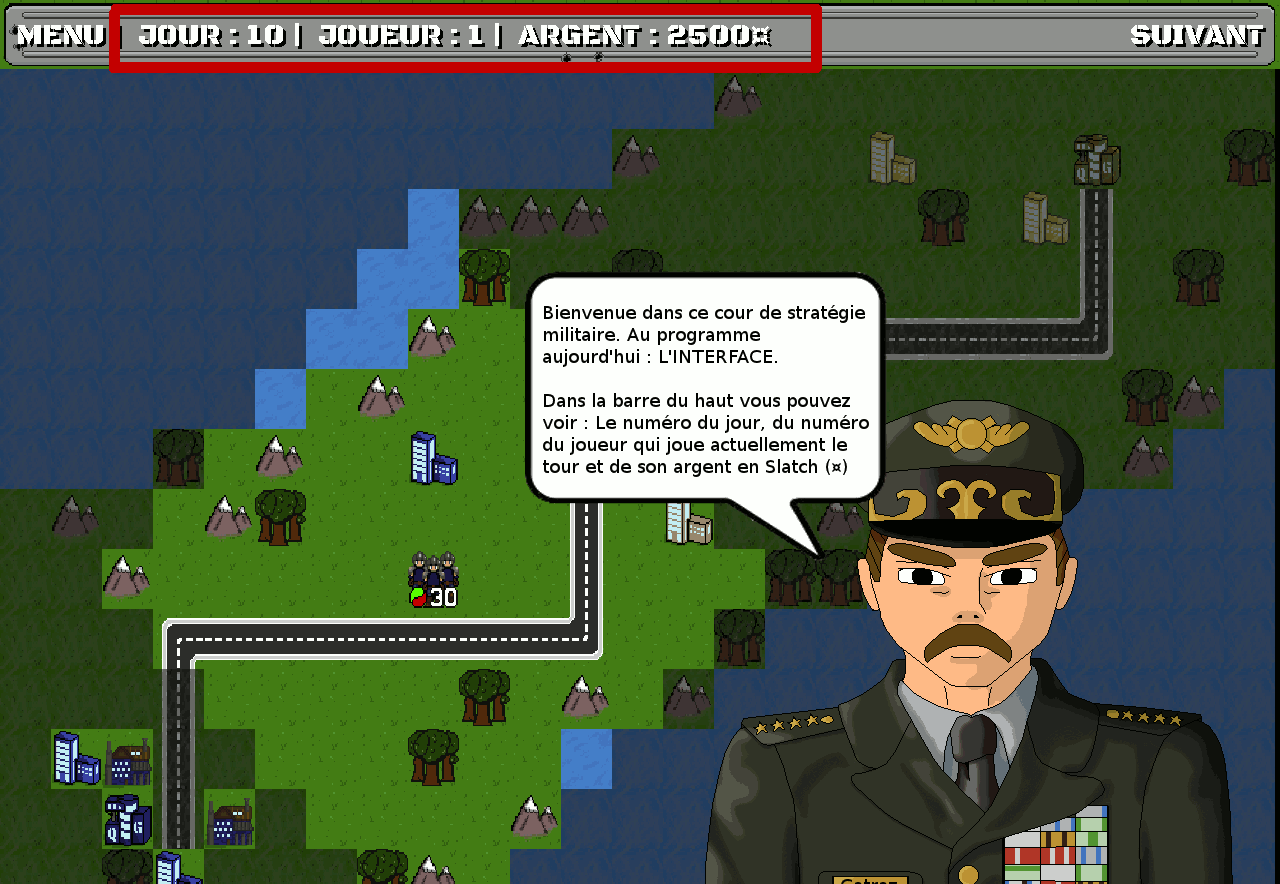 MENU | JOUR : 10 | JOUEUR : 1 | ARGENT : 2500¤ SUIVANT
Bienvenue dans ce cour de stratégie
militaire. Au programme
aujourd'hui : L'INTERFACE.
Dans la barre du haut vous pouvez
voir : Le numéro du jour, du numéro
du joueur qui joue actuellement le
tour et de son argent en Slatch (¤)
30